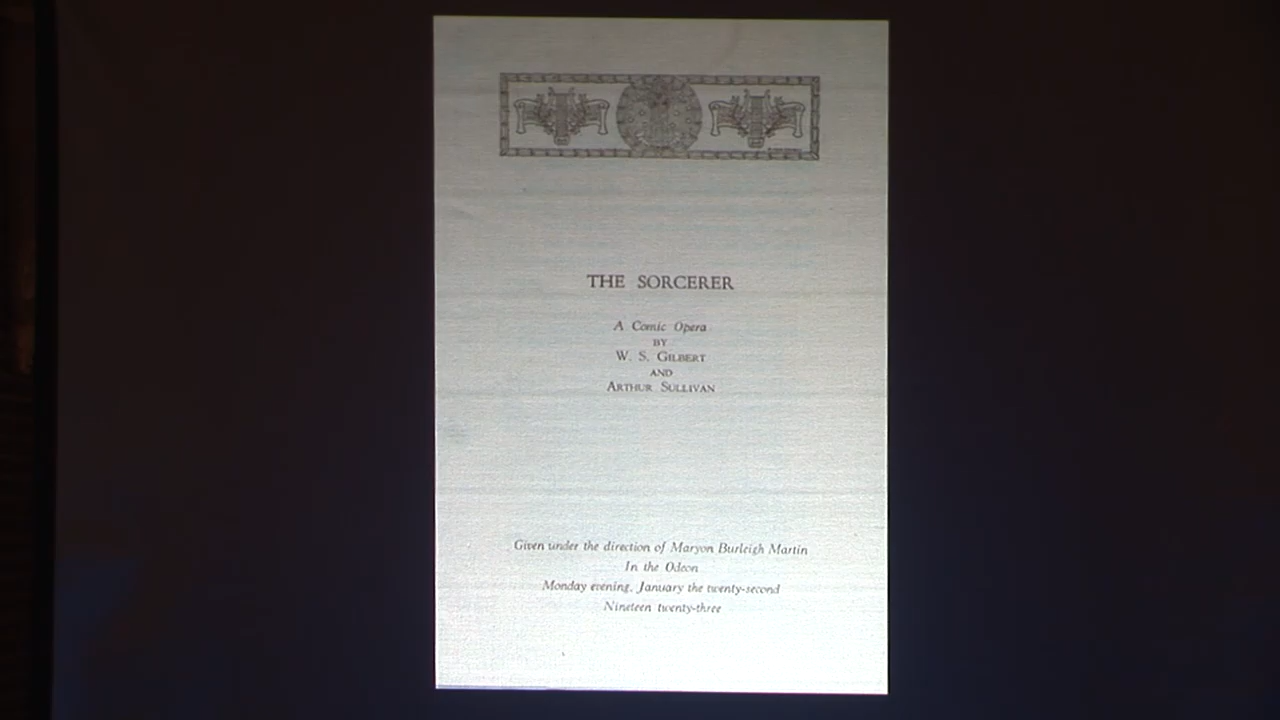 THE SORCERER
A Comic Opera
BY
W. S. GILBERT
AND
ARTHUR SULLIVAN
Given under the direction of Maryon Burleigh Martin
In the Odeon
Monday evening, January the twenty-second
Nineteen twenty-three